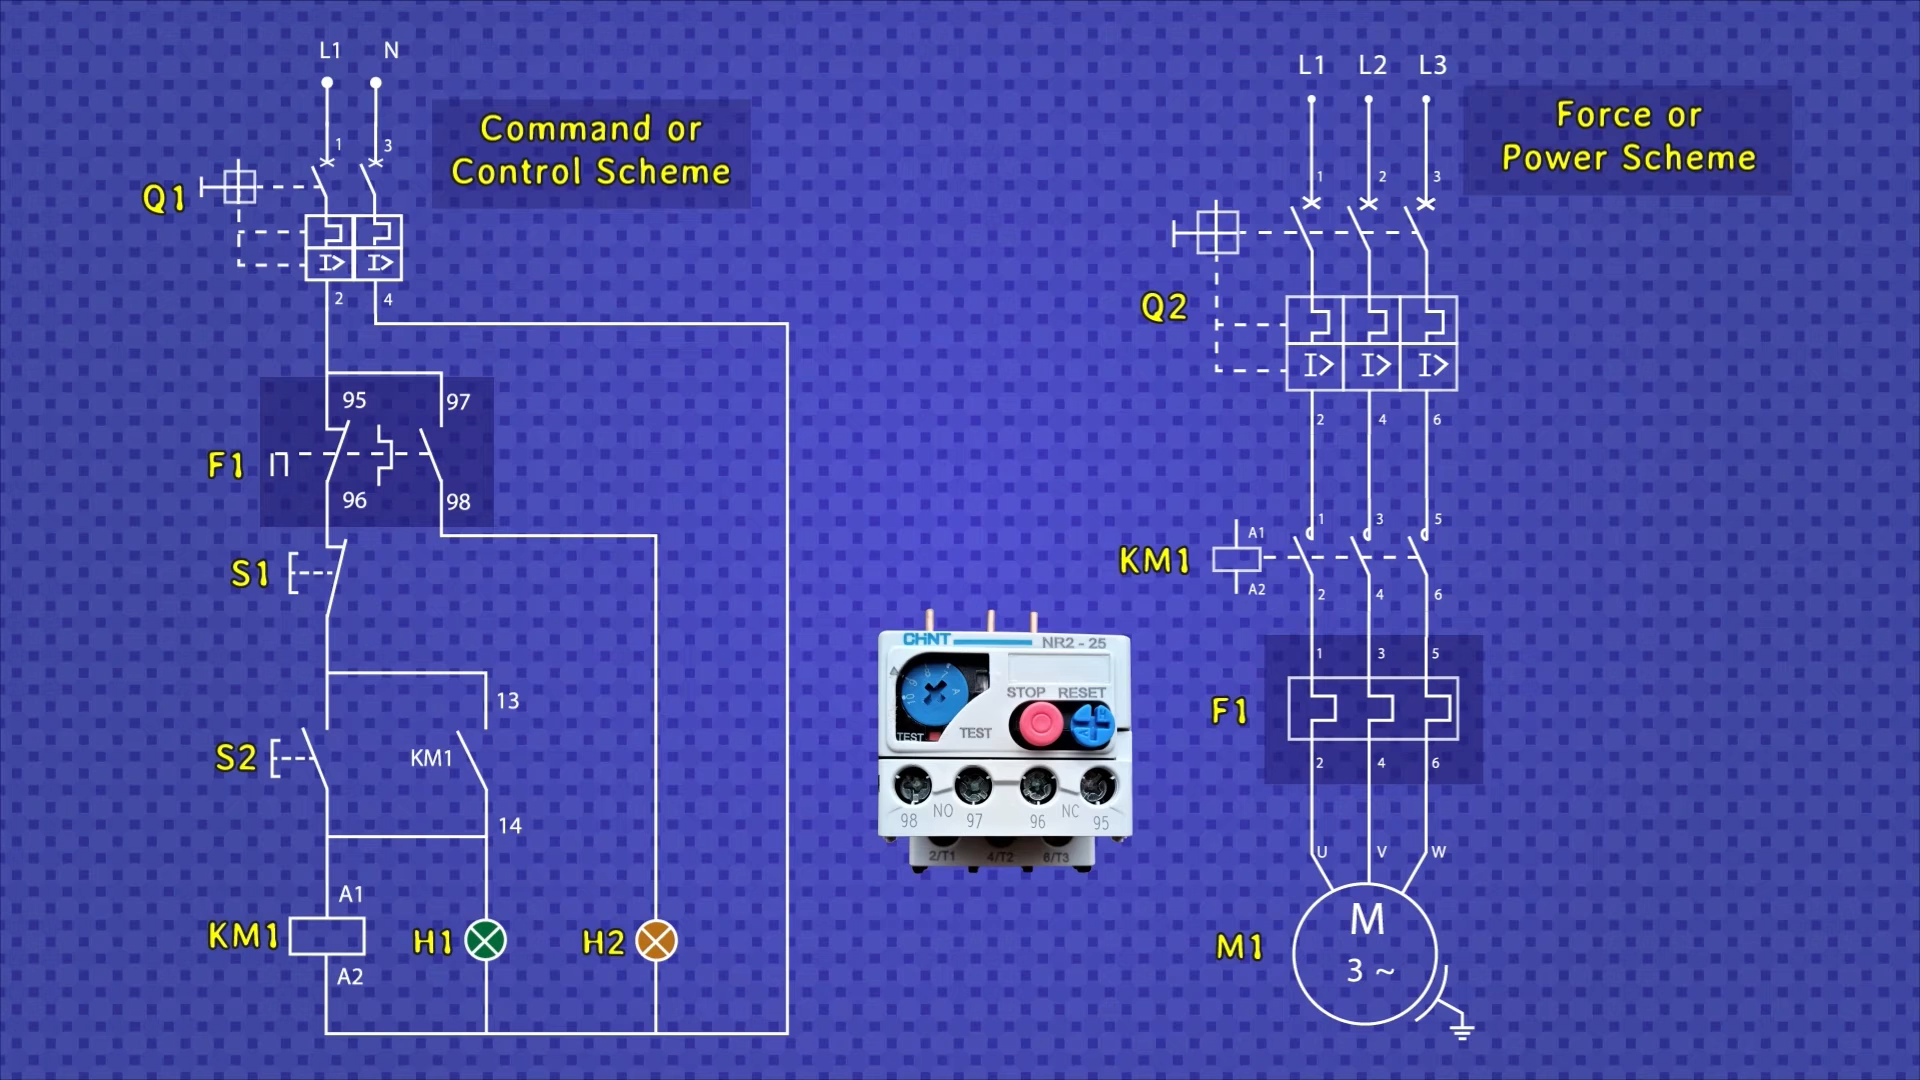 L1 N
Command or
Control Scheme
1 3
Q1
I> I>
2 4
95 97
F1
96 98
S1
13
S2
KM1
14
A1
KM1 H1 H2
A2
CHNT NR2 - 25
STOP RESET
TEST
TEST
98 NO 97 96 NC 95
2/T1 4/T2 6/T3
L1 L2 L3
Force or
Power Scheme
1 2 3
Q2
I> I> I>
2 4 6
1 3 5
A1
KM1
A2
2 4 6
1 3 5
F1
2 4 6
U V W
M
M1
3 ~